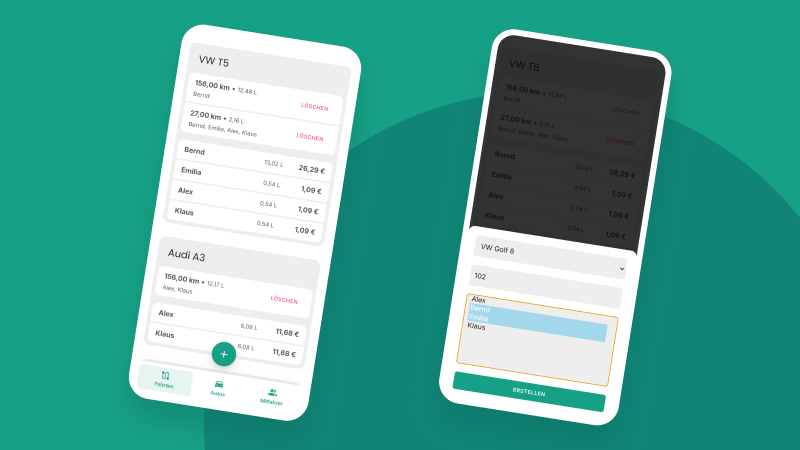 VW T5
156,00 km • 12,48 L
Bernd
LÖSCHEN
27,00 km • 2,16 L
Bernd, Emilia, Alex, Klaus
LÖSCHEN
Bernd 13,02 L 26,29 €
Emilia 0,54 L 1,09 €
Alex 0,54 L 1,09 €
Klaus 0,54 L 1,09 €
Audi A3
156,00 km • 12,17 L
Alex, Klaus
LÖSCHEN
Alex 6,08 L 11,68 €
Klaus 6,08 L 11,68 €
+
Fahrten Autos Mitfahrer
VW T5
156,00 km • 12,48 L
Bernd
LÖSCHEN
27,00 km • 2,16 L
Bernd, Emilia, Alex, Klaus
LÖSCHEN
Bernd 13,02 L 26,29 €
Emilia 0,54 L 1,09 €
Alex 0,54 L 1,09 €
Klaus 0,54 L 1,09 €
VW Golf 8
102
Alex
Bernd
Emilia
Klaus
ERSTELLEN